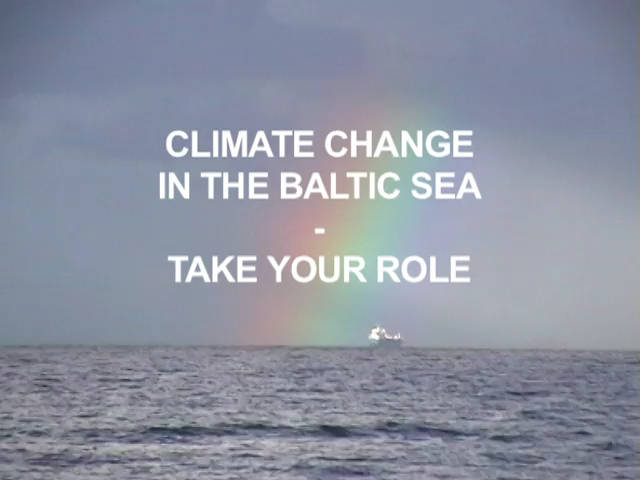 CLIMATE CHANGE
IN THE BALTIC SEA
-
TAKE YOUR ROLE